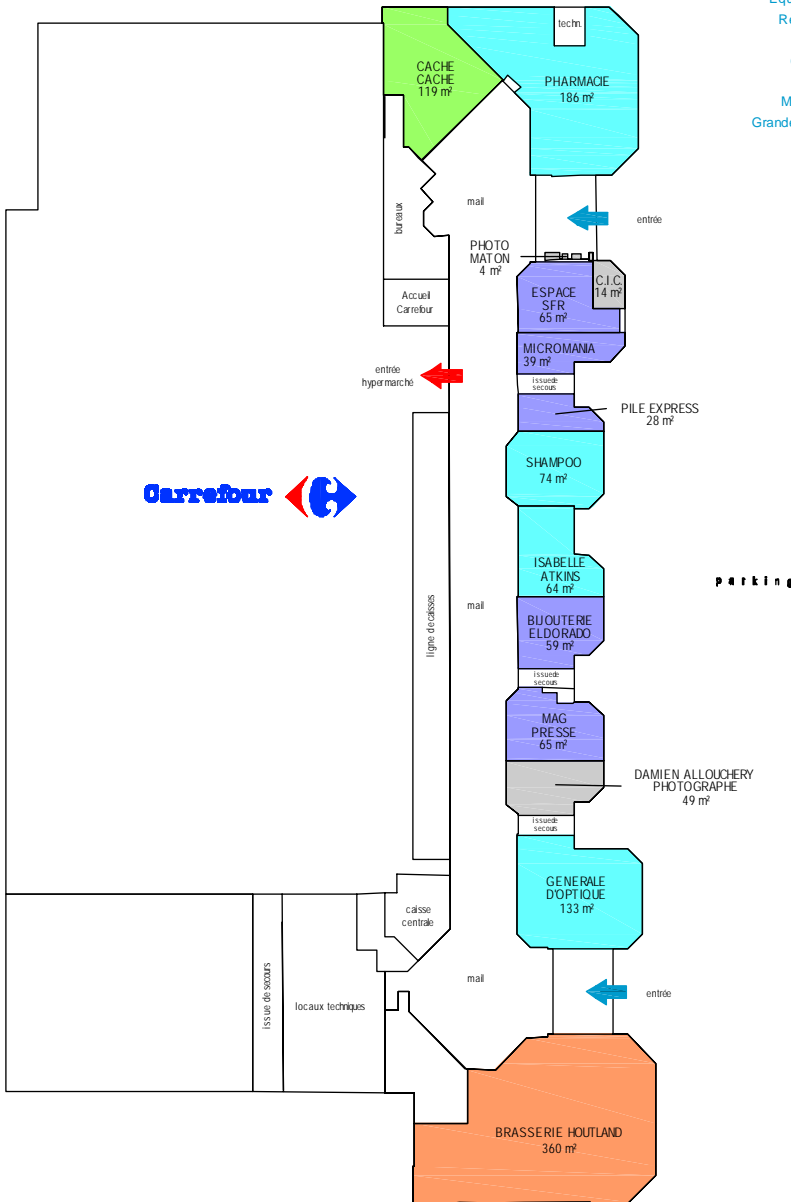 techn.
CACHE
CACHE
119 m²
PHARMACIE
186 m²
mail
bureaux
entrée
PHOTO
MATON
4 m²
C.I.C.
14 m²
ESPACE
SFR
65 m²
Accueil
Carrefour
MICROMANIA
39 m²
entrée
hypermarché
issue de
secours
PILE EXPRESS
28 m²
SHAMPOO
74 m²
Carrefour
ISABELLE
ATKINS
64 m²
parking
mail
ligne de caisses
BIJOUTERIE
ELDORADO
59 m²
issue de
secours
MAG
PRESSE
65 m²
DAMIEN ALLOUCHERY
PHOTOGRAPHE
49 m²
issue de
secours
GENERALE
D'OPTIQUE
133 m²
caisse
centrale
mail
entrée
issue de secours
locaux techniques
BRASSERIE HOUTLAND
360 m²